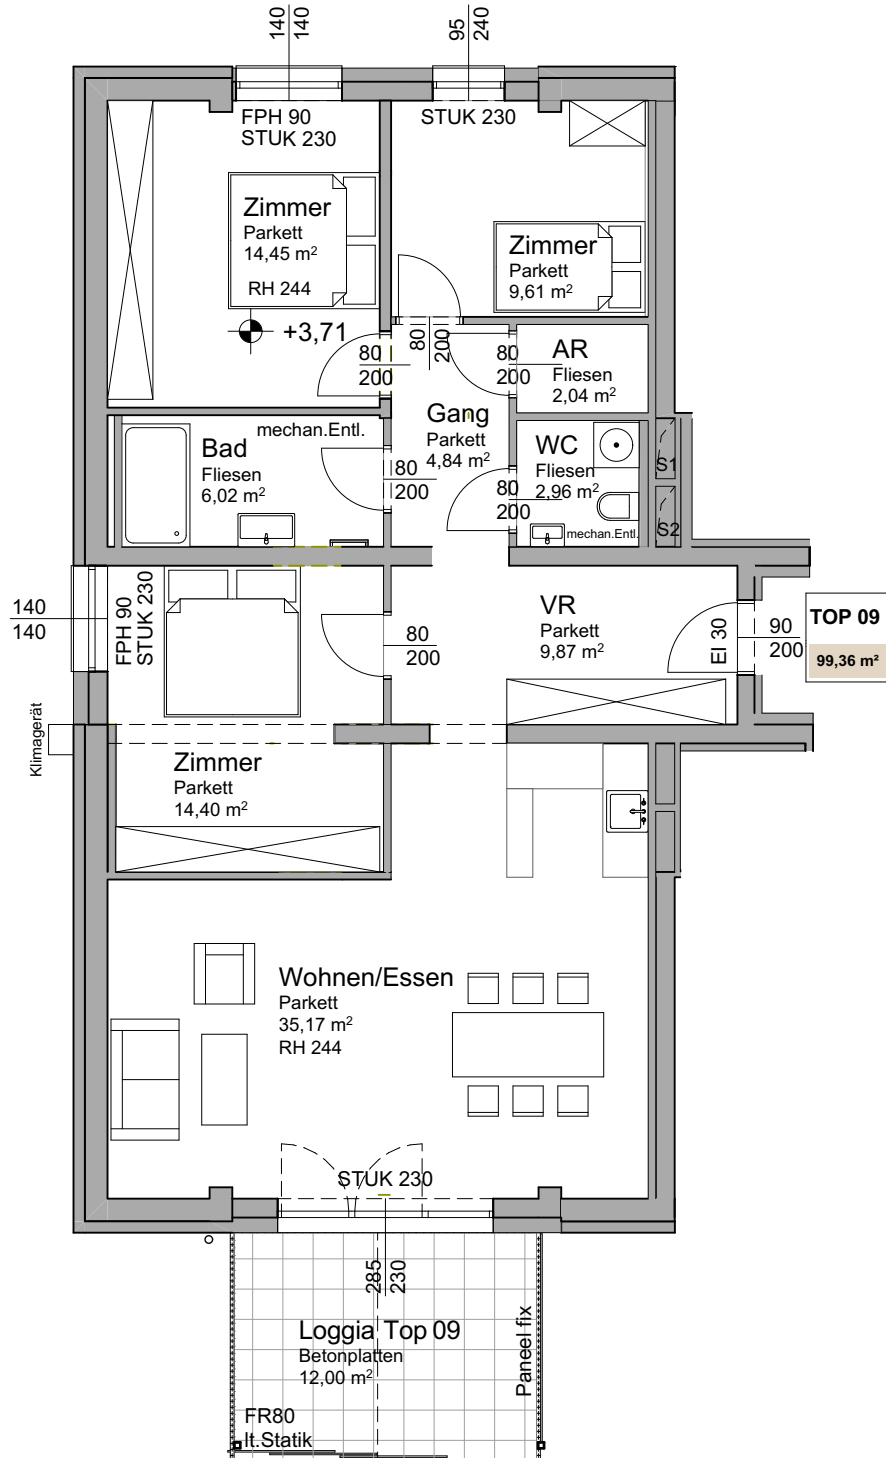 140
140
95
240
FPH 90
STUK 230
STUK 230
Zimmer
Parkett
14,45 m²
RH 244
+3,71
Zimmer
Parkett
9,61 m²
80
200
80
200
80
200
AR
Fliesen
2,04 m²
Gang
Parkett
4,84 m²
mechan.Entl.
Bad
Fliesen
6,02 m²
80
200
WC
Fliesen
2,96 m²
80
200
mechan.Entl.
S1
S2
140
140
FPH 90
STUK 230
80
200
VR
Parkett
9,87 m²
EI 30
90
200
TOP 09
99,36 m²
Klimagerät
Zimmer
Parkett
14,40 m²
Wohnen/Essen
Parkett
35,17 m²
RH 244
STUK 230
285
230
Loggia Top 09
Betonplatten
12,00 m²
Paneel fix
FR80
lt.Statik